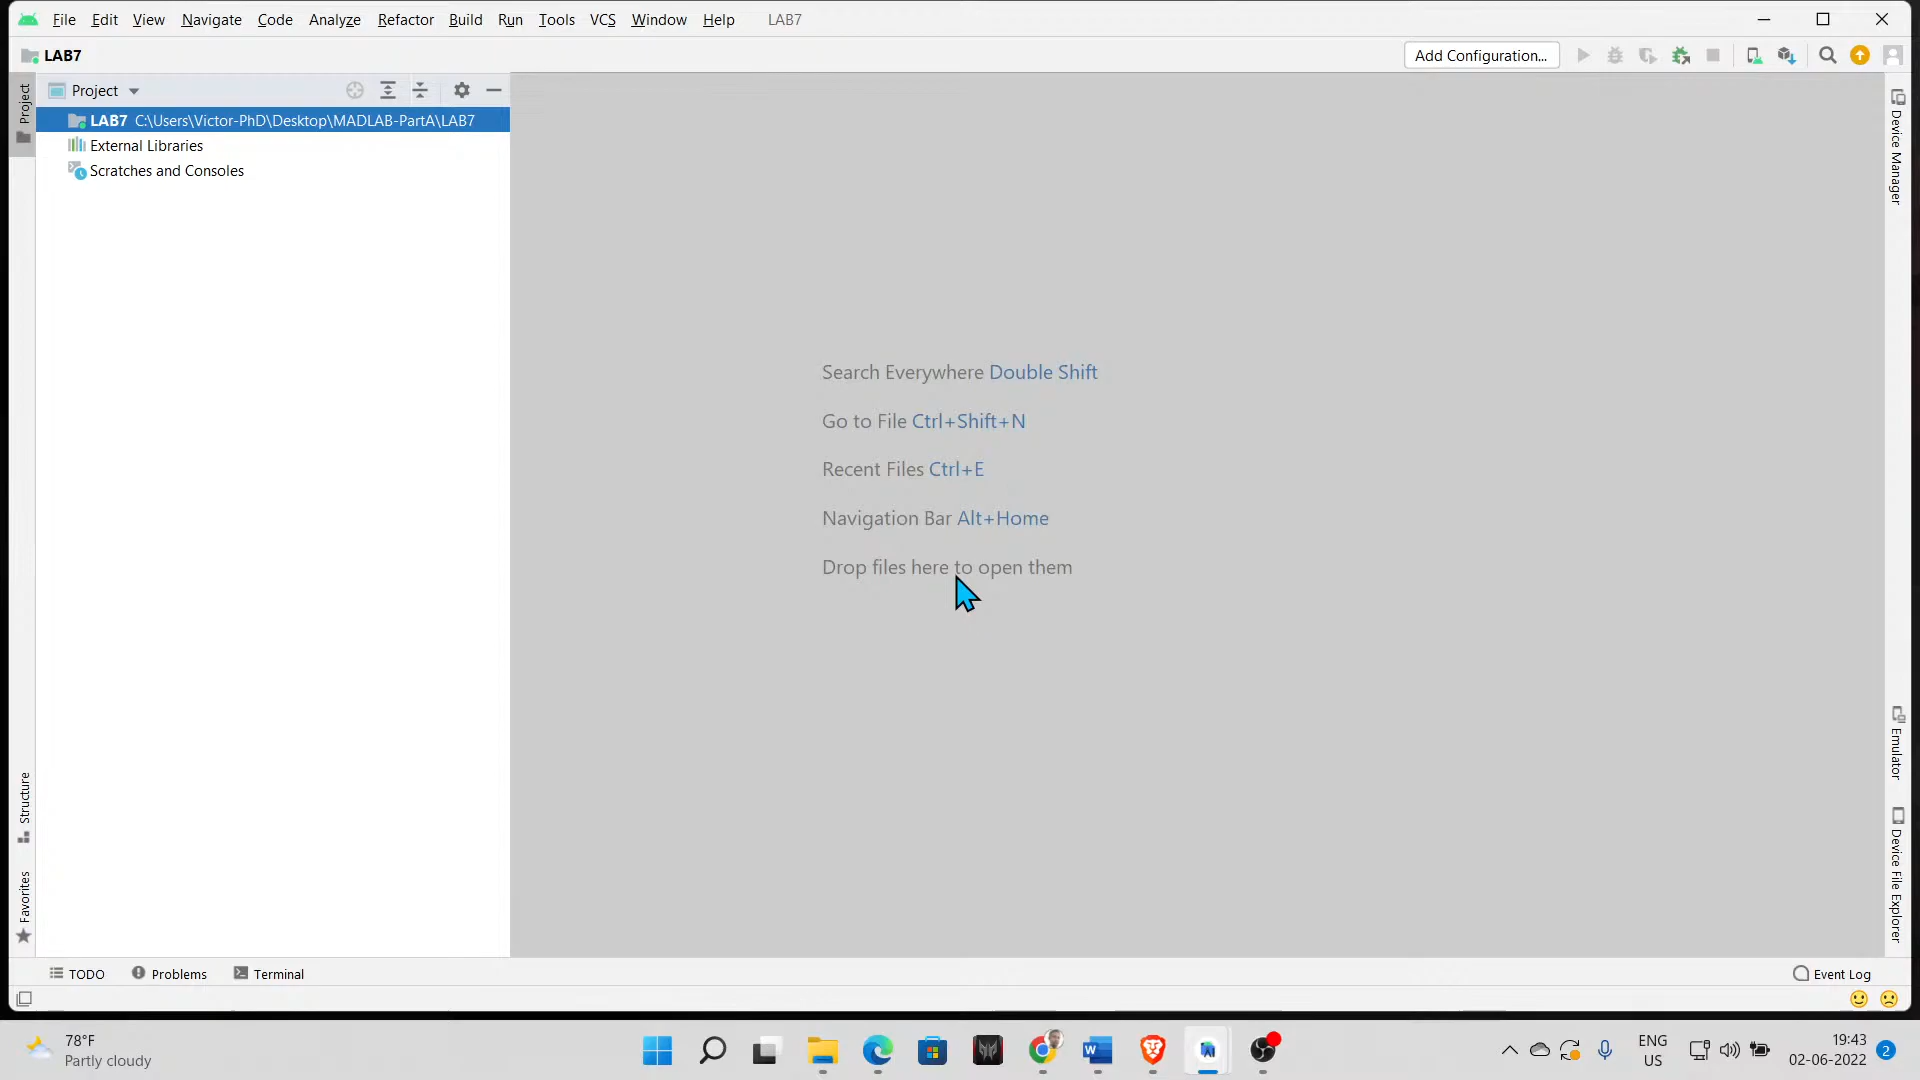 File Edit View Navigate Code Analyze Refactor Build Run Tools VCS Window Help LAB7
LAB7
Add Configuration...
Project
Project
LAB7 C:\Users\Victor-PhD\Desktop\MADLAB-PartA\LAB7
External Libraries
Scratches and Consoles
Device Manager
Search Everywhere Double Shift
Go to File Ctrl+Shift+N
Recent Files Ctrl+E
Navigation Bar Alt+Home
Drop files here to open them
Structure
Favorites
Emulator
Device File Explorer
TODO Problems Terminal Event Log
78°F
Partly cloudy
W
ENG
US
19:43
02-06-2022
2